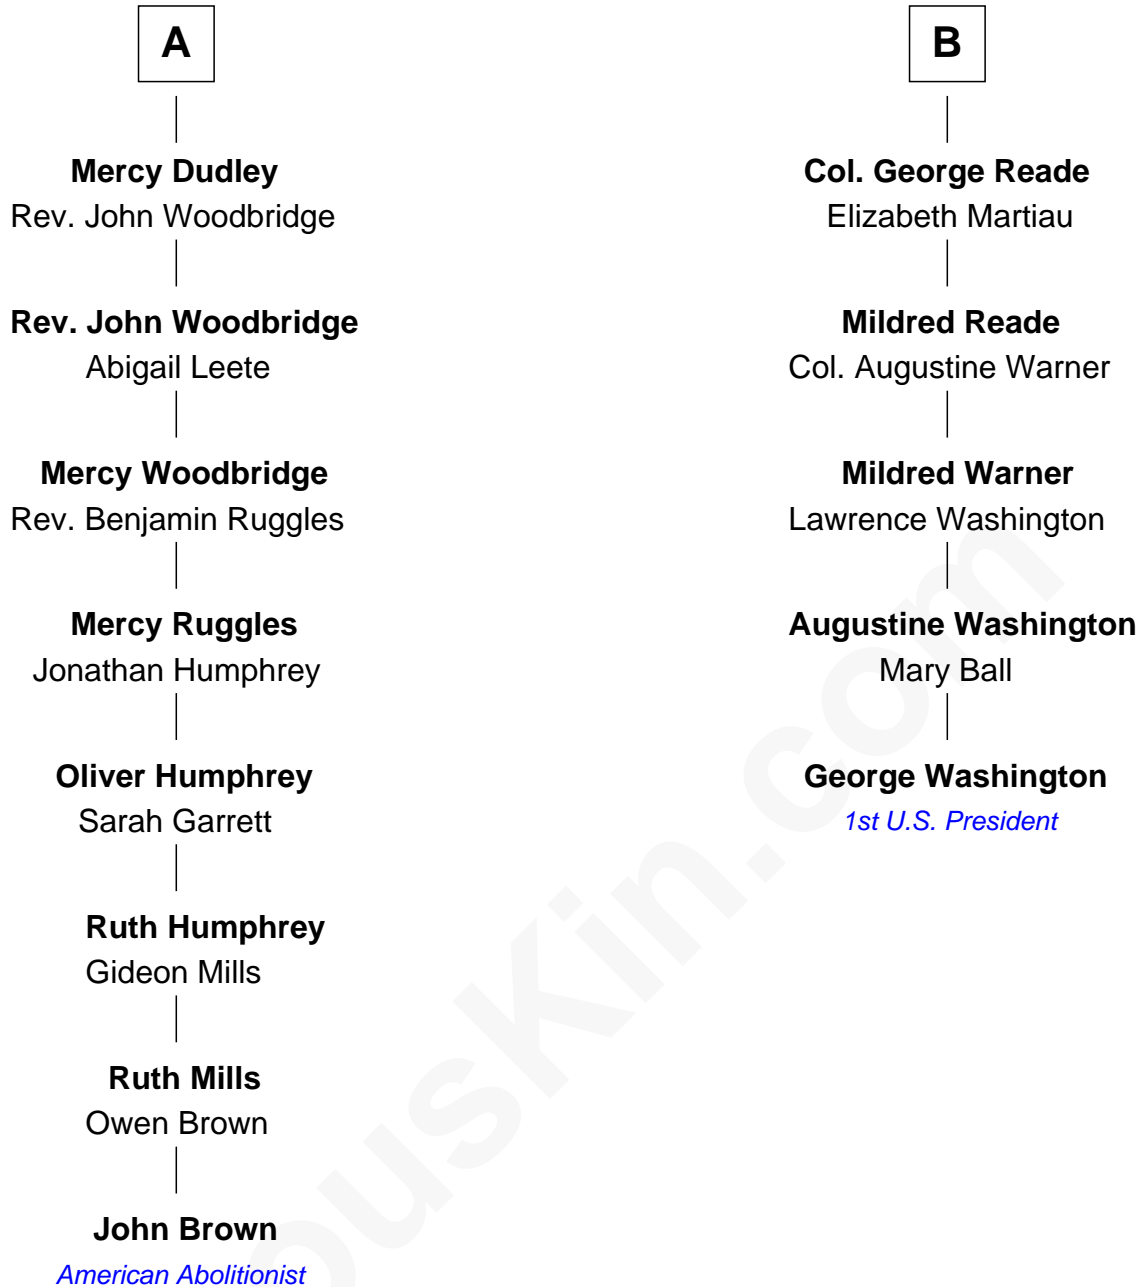 A
Mercy Dudley
Rev. John Woodbridge
Rev. John Woodbridge
Abigail Leete
Mercy Woodbridge
Rev. Benjamin Ruggles
Mercy Ruggles
Jonathan Humphrey
Oliver Humphrey
Sarah Garrett
Ruth Humphrey
Gideon Mills
Ruth Mills
Owen Brown
John Brown
American Abolitionist
B
Col. George Reade
Elizabeth Martiau
Mildred Reade
Col. Augustine Warner
Mildred Warner
Lawrence Washington
Augustine Washington
Mary Ball
George Washington
1st U.S. President
ousKin.com